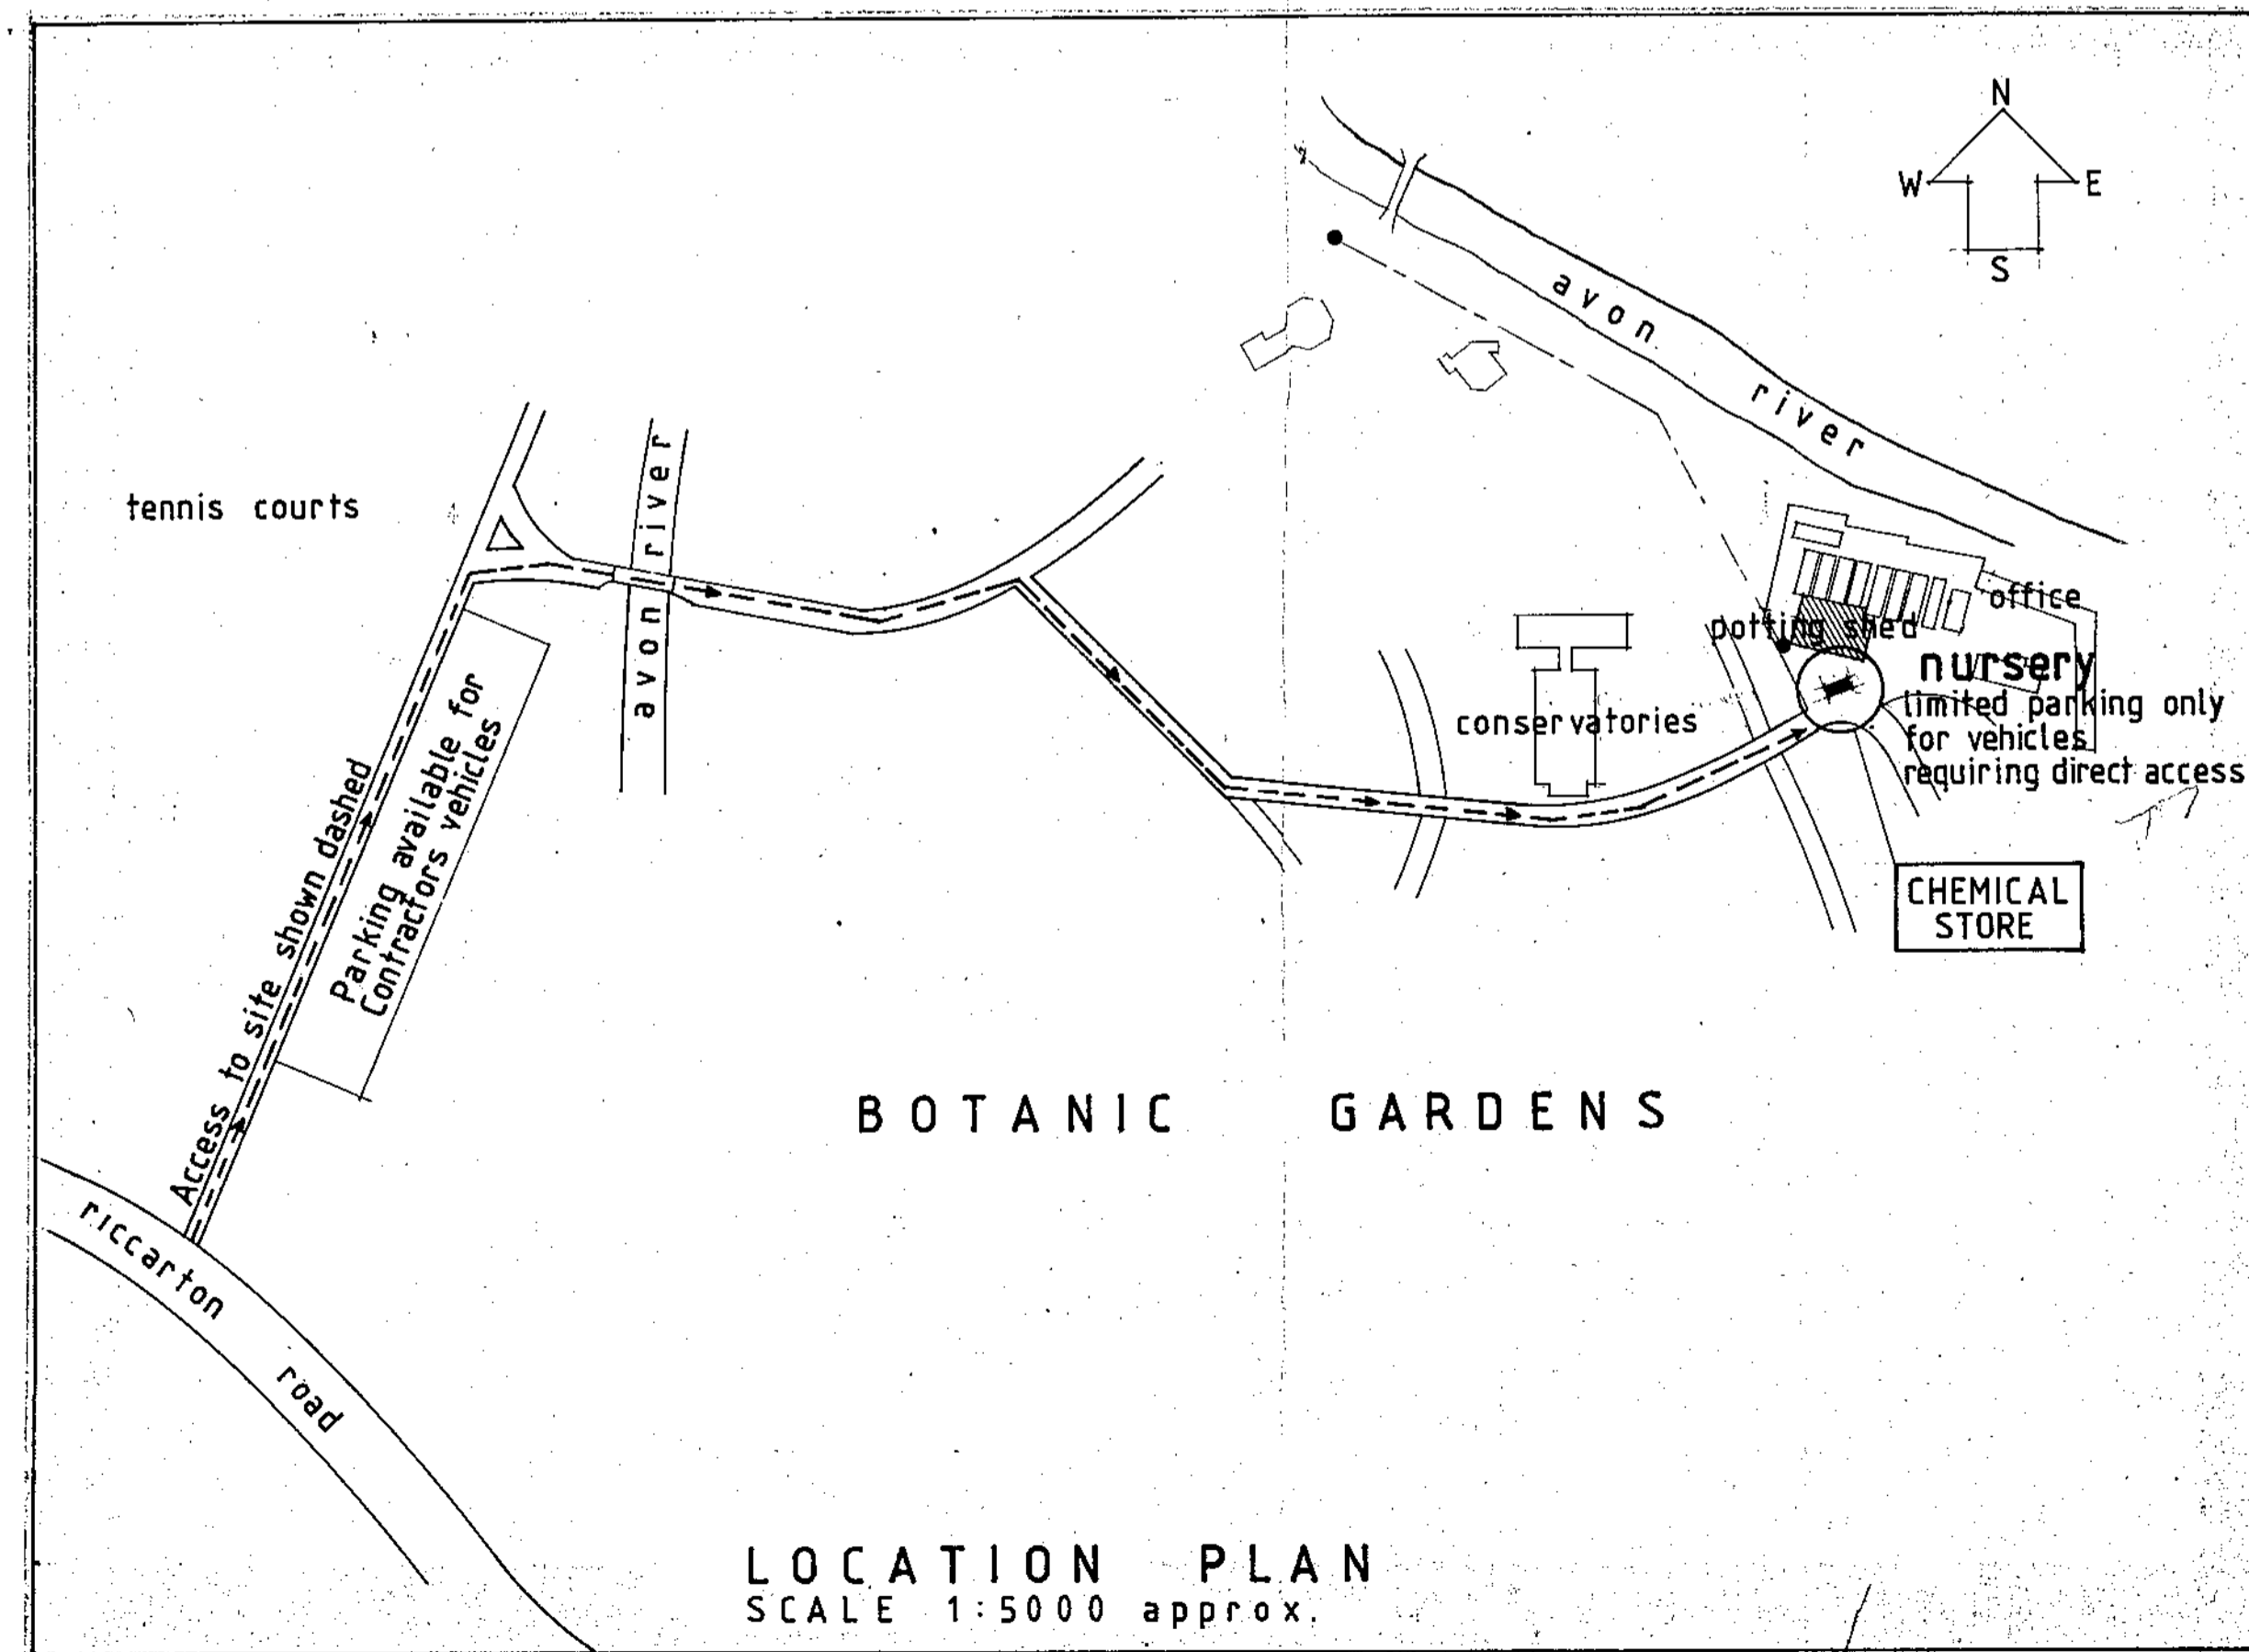 N
W E
S
avon river
tennis courts
avon river
avon river
office
potting shed
nursery
limited parking only
for vehicles
requiring direct access
conservatories
Access to site shown dashed
Parking available for
Contractors vehicles
CHEMICAL
STORE
BOTANIC GARDENS
riccarton road
LOCATION PLAN
SCALE 1:5000 approx.